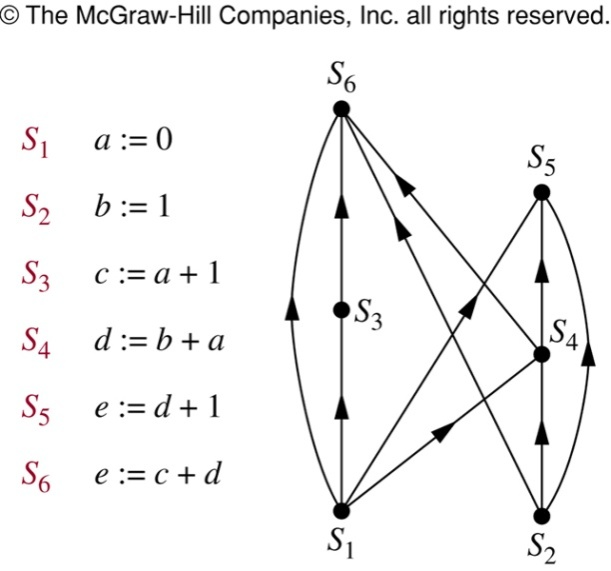 © The McGraw-Hill Companies, Inc. all rights reserved.
S₁ a := 0
S₂ b := 1
S₃ c := a + 1
S₄ d := b + a
S₅ e := d + 1
S₆ e := c + d
S₆
S₅
S₃
S₄
S₁
S₂